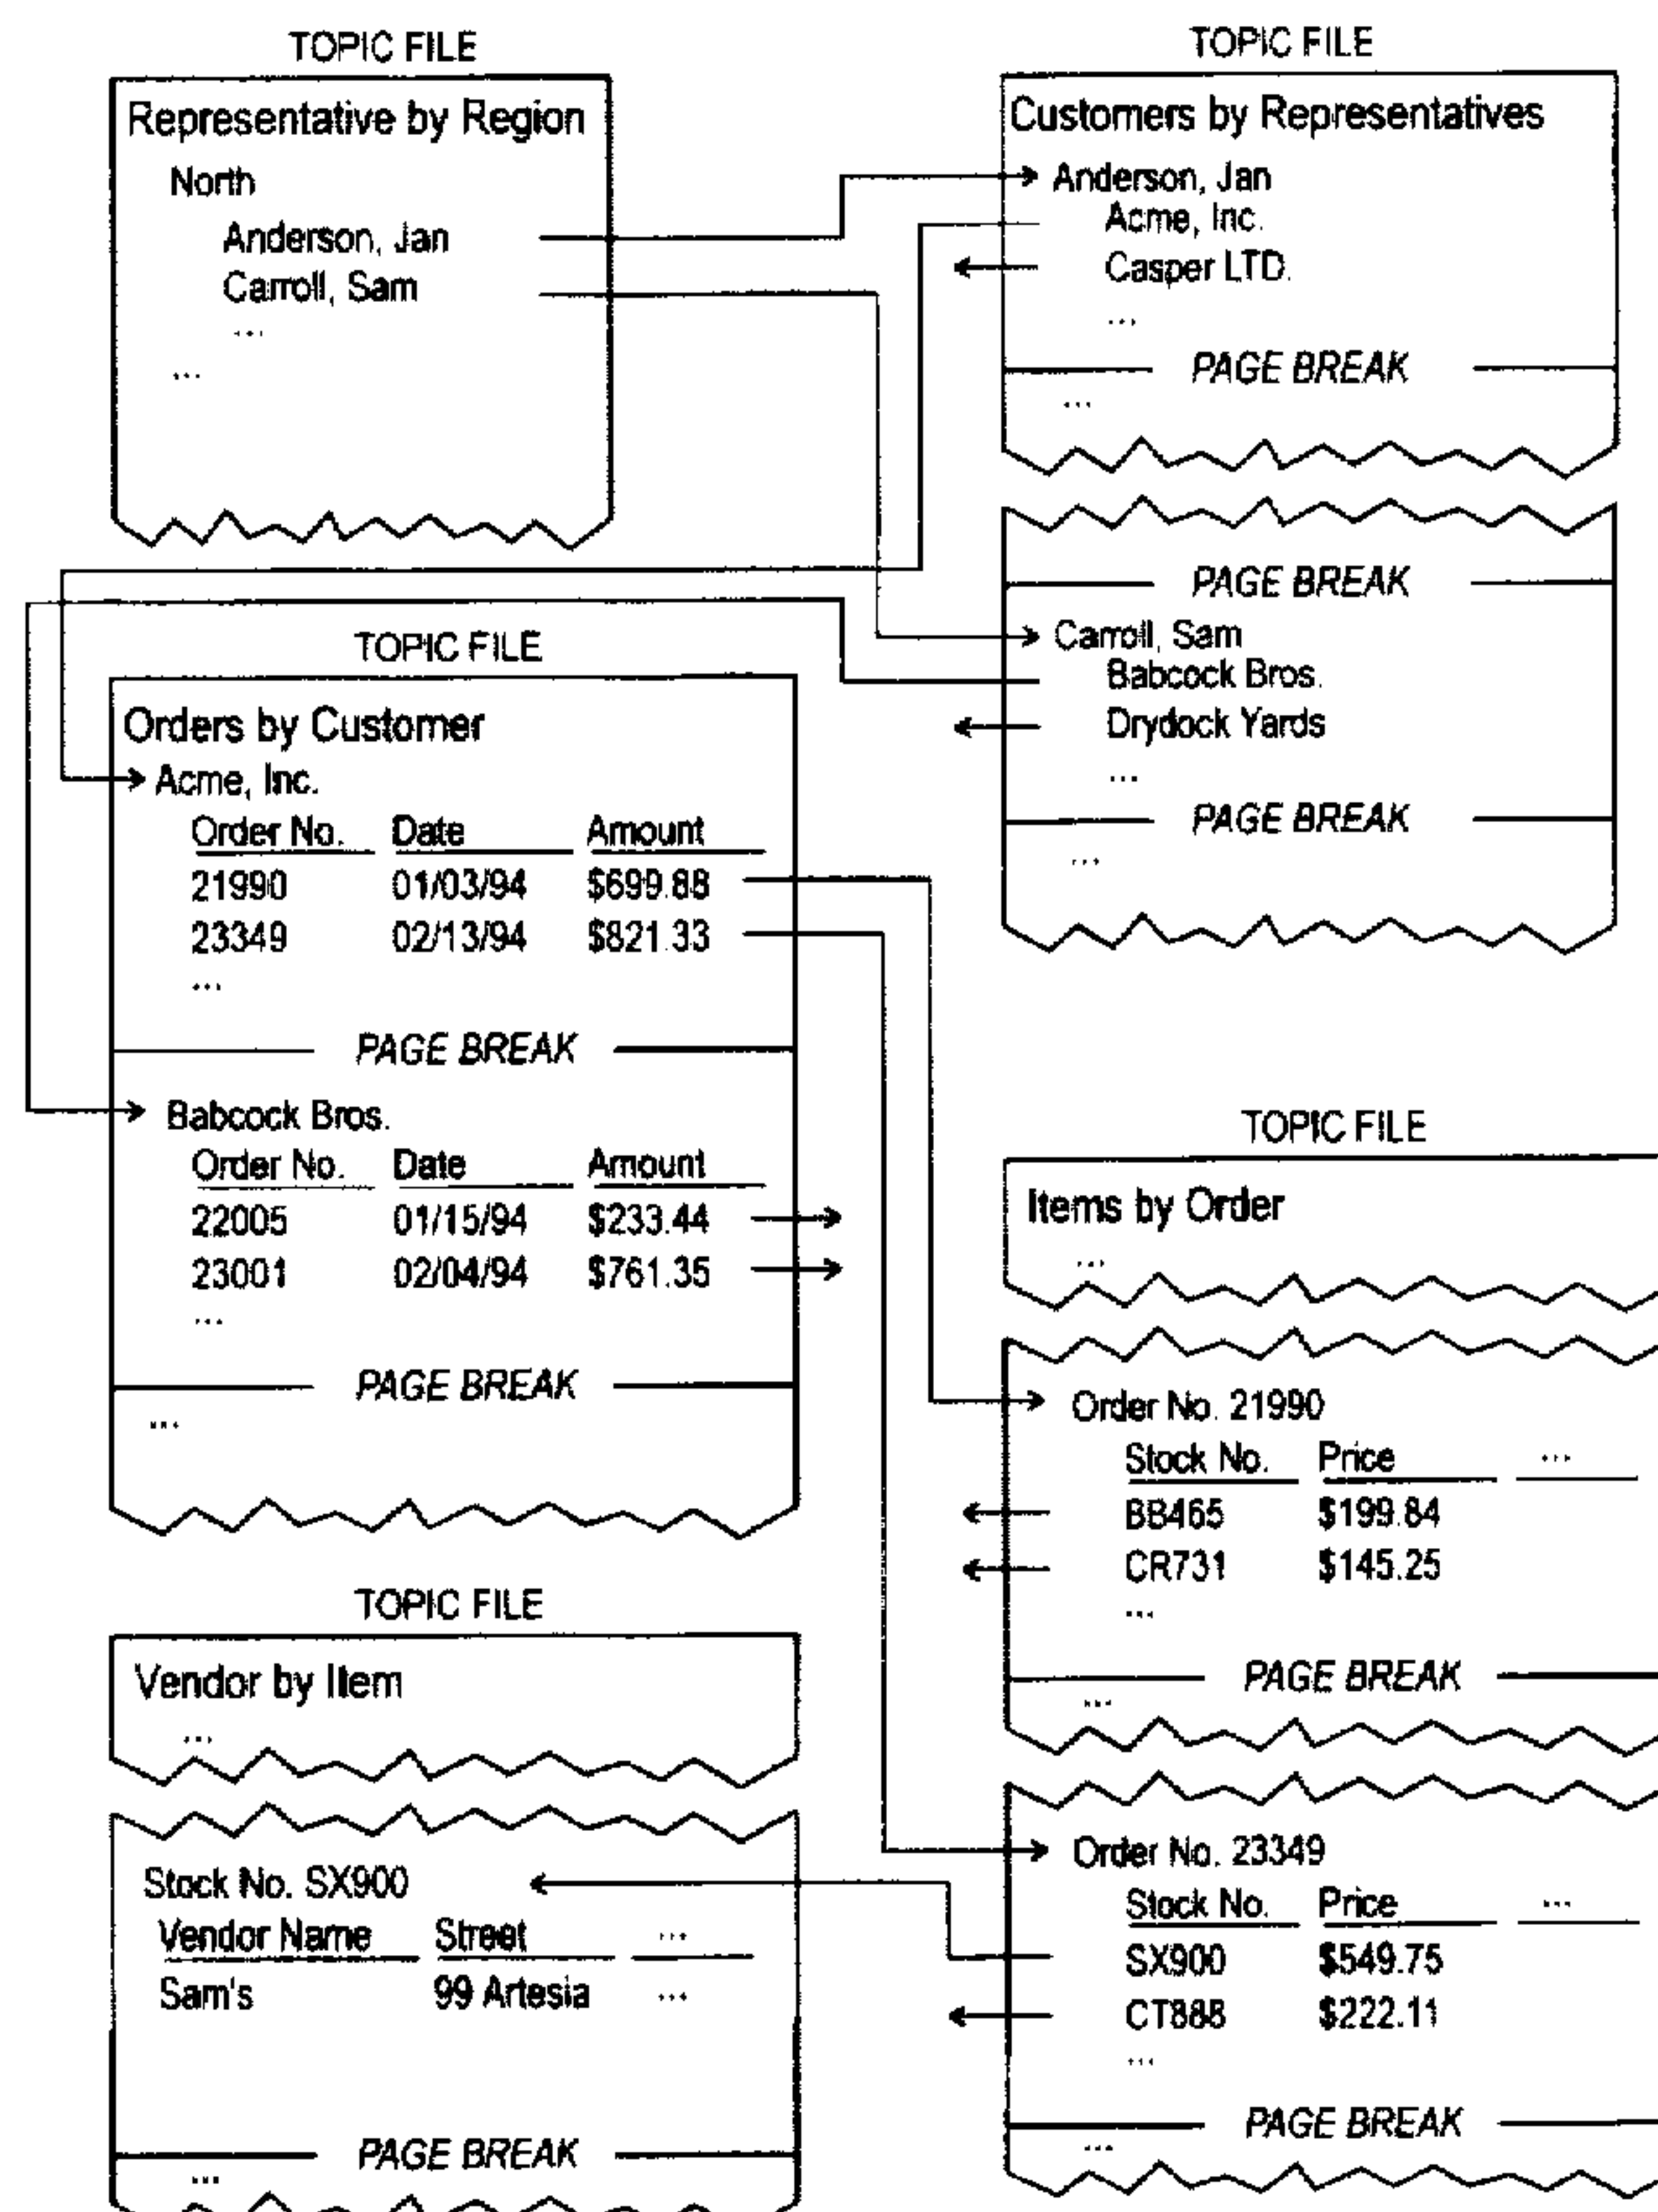 TOPIC FILE
Representative by Region
North
Anderson, Jan
Carroll, Sam
...
...
TOPIC FILE
Customers by Representatives
Anderson, Jan
Acme, Inc.
Casper LTD.
...
PAGE BREAK
...
PAGE BREAK
Carroll, Sam
Babcock Bros.
Drydock Yards
...
PAGE BREAK
...
TOPIC FILE
Orders by Customer
Acme, Inc.
Order No. Date Amount
21990 01/03/94 $699.88
23349 02/13/94 $821.33
...
PAGE BREAK
Babcock Bros.
Order No. Date Amount
22005 01/15/94 $233.44
23001 02/04/94 $761.35
...
PAGE BREAK
...
TOPIC FILE
Items by Order
...
Order No. 21990
Stock No. Price ...
BB465 $199.84
CR731 $145.25
...
PAGE BREAK
...
Order No. 23349
Stock No. Price ...
SX900 $549.75
CT888 $222.11
...
PAGE BREAK
...
TOPIC FILE
Vendor by Item
...
Stock No. SX900
Vendor Name Street ...
Sam's 99 Artesia ...
PAGE BREAK
...